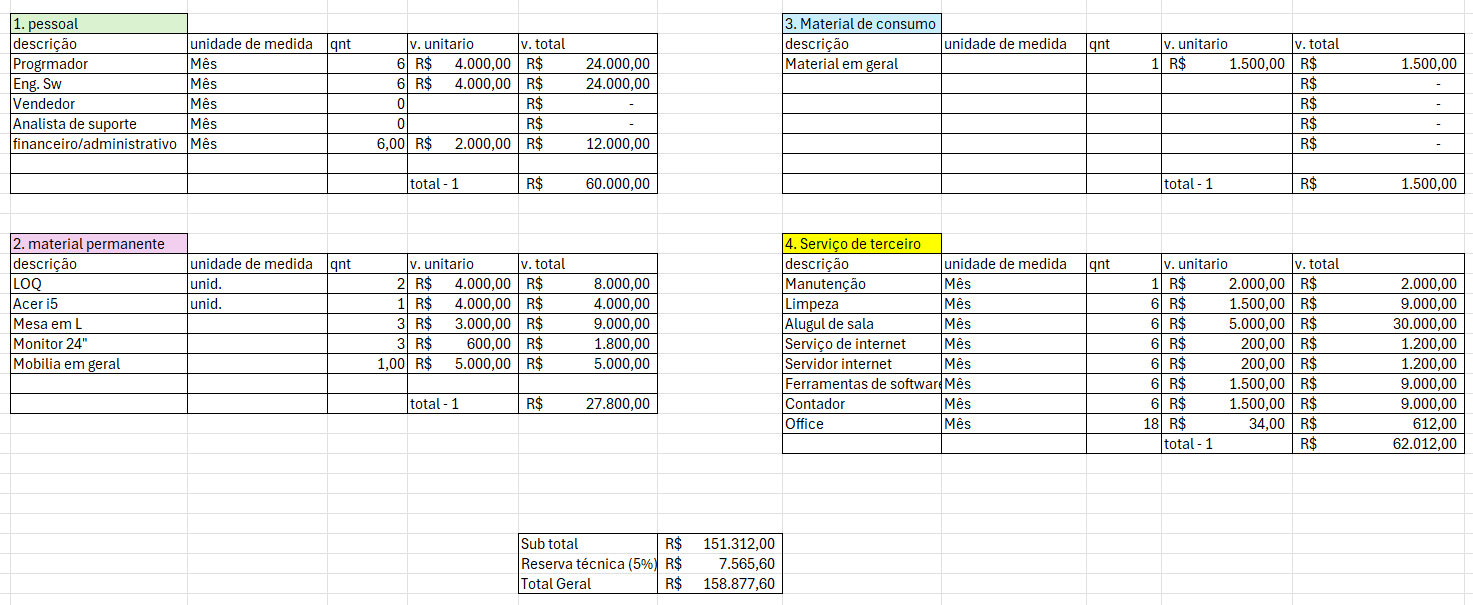 1. pessoal
descrição unidade de medida qnt v. unitario v. total
Progrmador Mês 6 R$ 4.000,00 R$ 24.000,00
Eng. Sw Mês 6 R$ 4.000,00 R$ 24.000,00
Vendedor Mês 0 R$ -
Analista de suporte Mês 0 R$ -
financeiro/administrativo Mês 6,00 R$ 2.000,00 R$ 12.000,00
total - 1 R$ 60.000,00
3. Material de consumo
descrição unidade de medida qnt v. unitario v. total
Material em geral 1 R$ 1.500,00 R$ 1.500,00
R$ -
R$ -
R$ -
R$ -
total - 1 R$ 1.500,00
2. material permanente
descrição unidade de medida qnt v. unitario v. total
LOQ unid. 2 R$ 4.000,00 R$ 8.000,00
Acer i5 unid. 1 R$ 4.000,00 R$ 4.000,00
Mesa em L 3 R$ 3.000,00 R$ 9.000,00
Monitor 24" 3 R$ 600,00 R$ 1.800,00
Mobilia em geral 1,00 R$ 5.000,00 R$ 5.000,00
total - 1 R$ 27.800,00
4. Serviço de terceiro
descrição unidade de medida qnt v. unitario v. total
Manutenção Mês 1 R$ 2.000,00 R$ 2.000,00
Limpeza Mês 6 R$ 1.500,00 R$ 9.000,00
Alugul de sala Mês 6 R$ 5.000,00 R$ 30.000,00
Serviço de internet Mês 6 R$ 200,00 R$ 1.200,00
Servidor internet Mês 6 R$ 200,00 R$ 1.200,00
Ferramentas de software Mês 6 R$ 1.500,00 R$ 9.000,00
Contador Mês 6 R$ 1.500,00 R$ 9.000,00
Office Mês 18 R$ 34,00 R$ 612,00
total - 1 R$ 62.012,00
Sub total R$ 151.312,00
Reserva técnica (5%) R$ 7.565,60
Total Geral R$ 158.877,60